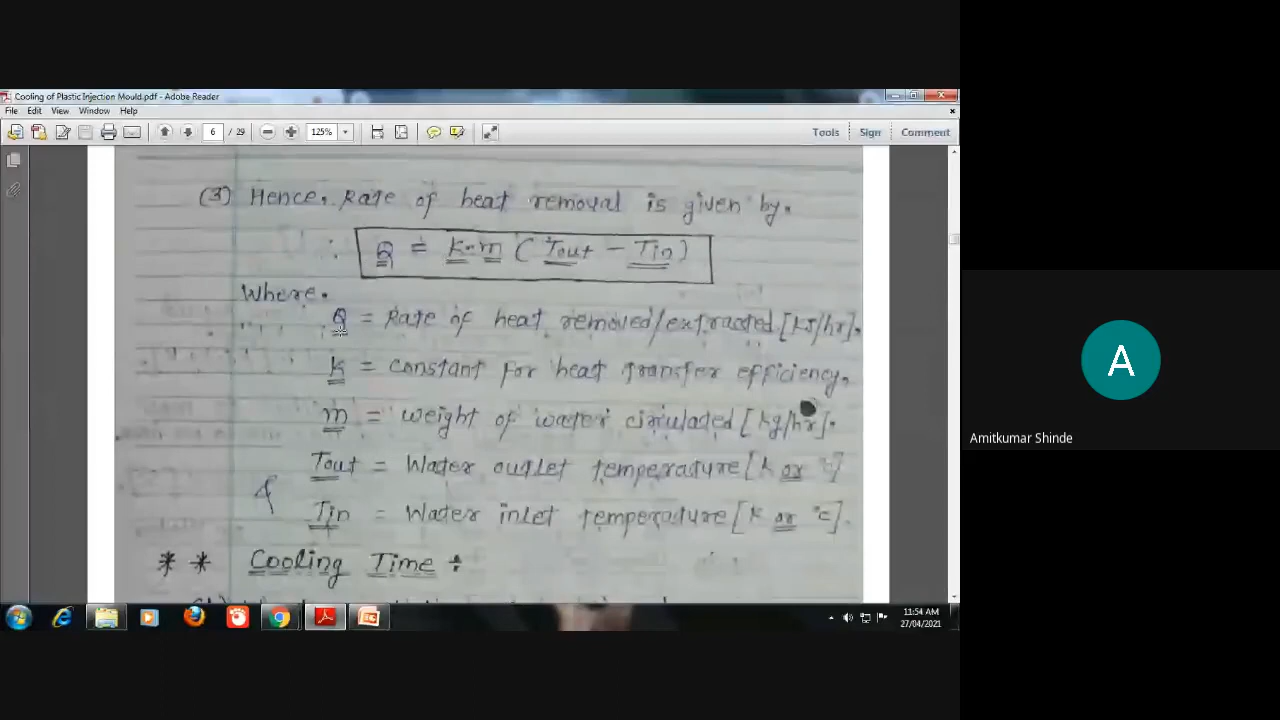 Cooling of Plastic Injection Mould.pdf - Adobe Reader
File Edit View Window Help
6 / 29 125% Tools Sign Comment
(3) Hence, Rate of heat removal is given by.
∴ Q = k·m (Tout - Tin)
Where.
Q = Rate of heat removed/extracted [kJ/hr].
k = constant for heat transfer efficiency.
m = weight of water circulated [kg/hr].
Tout = Water outlet temperature [k or °c]
& Tin = Water inlet temperature [k or °c].
** Cooling Time ÷
A
Amitkumar Shinde
11:54 AM
27/04/2021